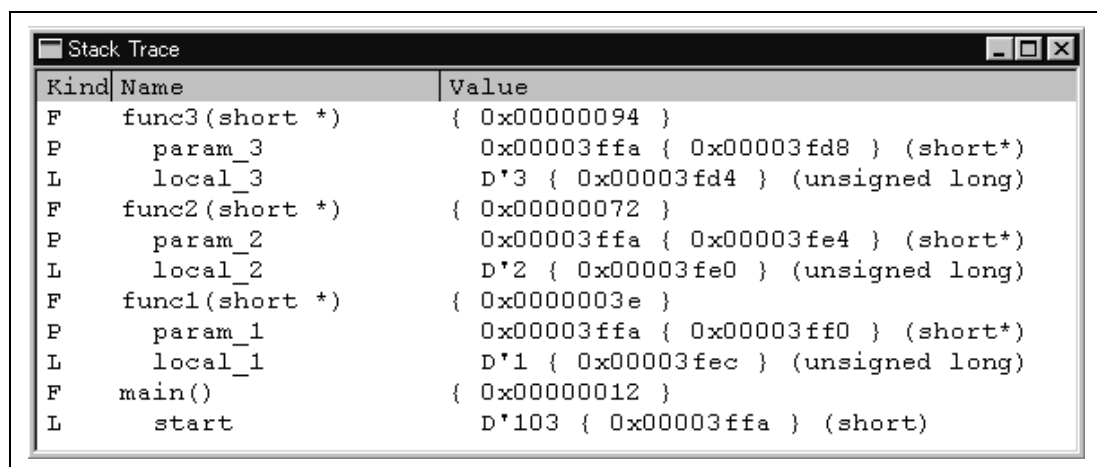 Stack Trace
Kind Name Value
F func3(short *) { 0x00000094 }
P param_3 0x00003ffa { 0x00003fd8 } (short*)
L local_3 D'3 { 0x00003fd4 } (unsigned long)
F func2(short *) { 0x00000072 }
P param_2 0x00003ffa { 0x00003fe4 } (short*)
L local_2 D'2 { 0x00003fe0 } (unsigned long)
F func1(short *) { 0x0000003e }
P param_1 0x00003ffa { 0x00003ff0 } (short*)
L local_1 D'1 { 0x00003fec } (unsigned long)
F main() { 0x00000012 }
L start D'103 { 0x00003ffa } (short)